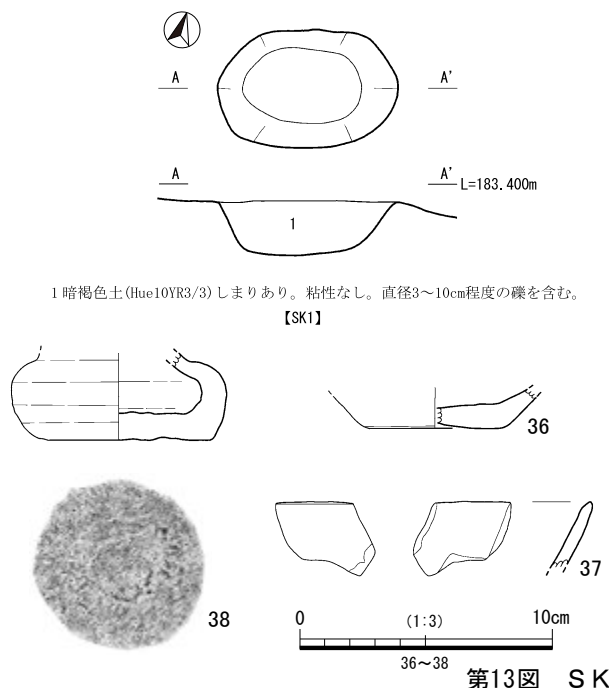 A A'
A A' L=183.400m
1
1 暗褐色土(Hue10YR3/3)しまりあり。粘性なし。直径3～10cm程度の礫を含む。
【SK1】
36
37
38
0 (1:3) 10cm
36～38
第13図 SK